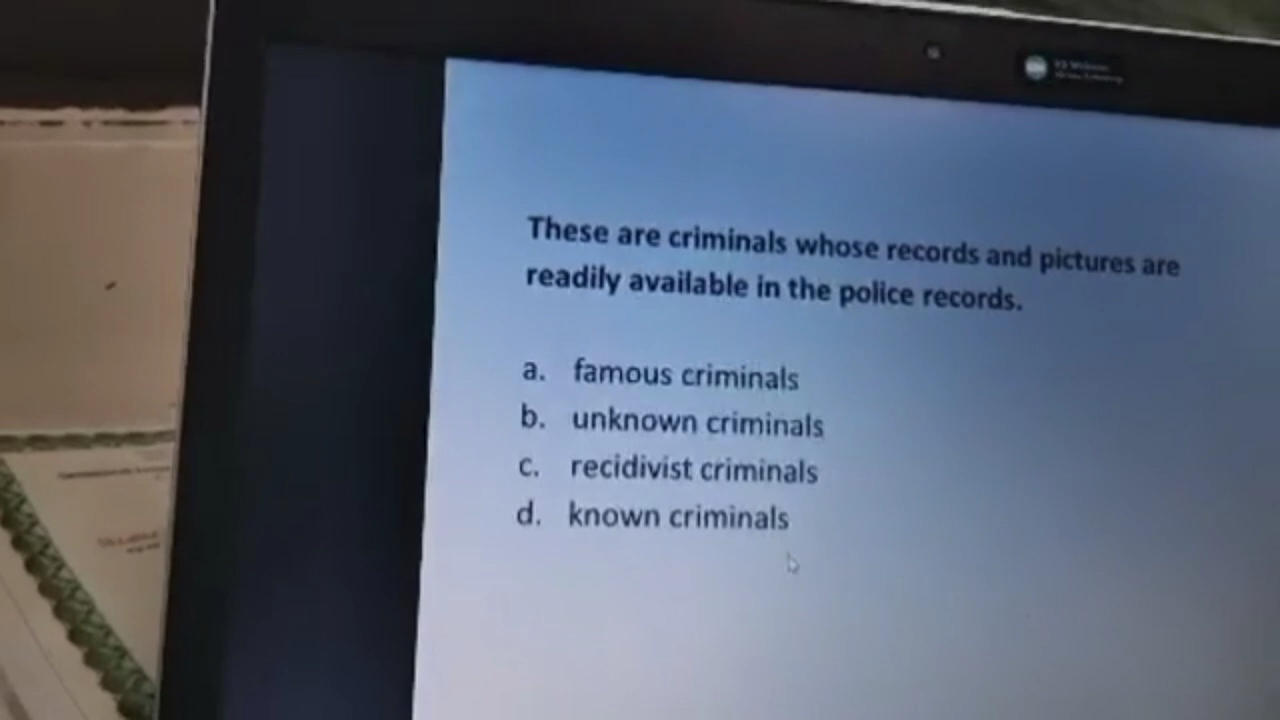 These are criminals whose records and pictures are
readily available in the police records.
a. famous criminals
b. unknown criminals
c. recidivist criminals
d. known criminals